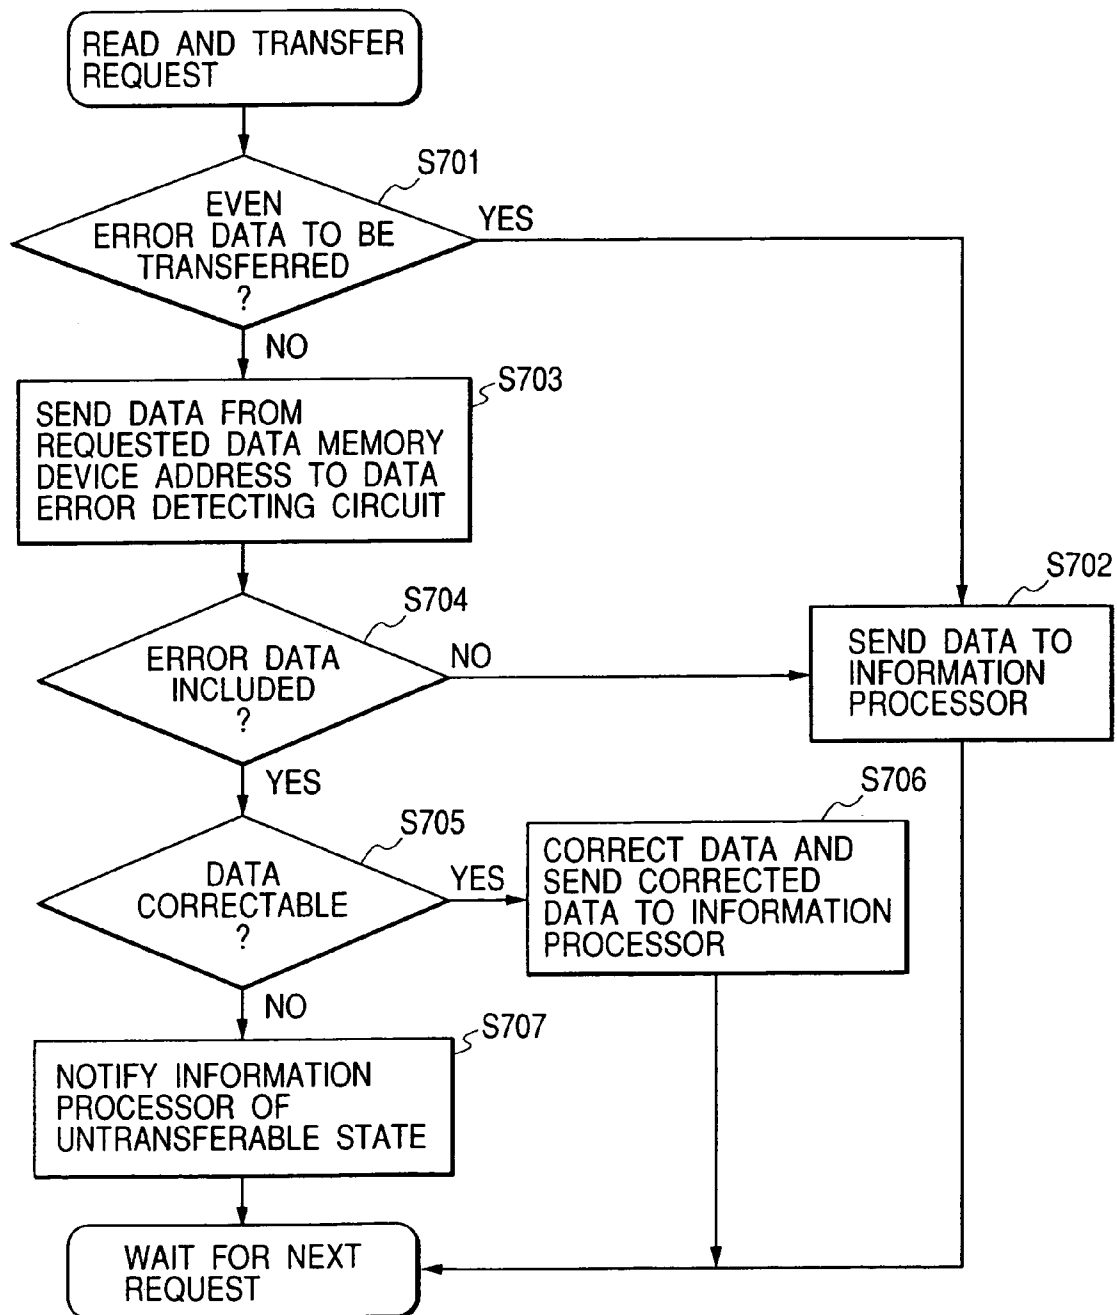 READ AND TRANSFER
REQUEST
S701
EVEN
ERROR DATA TO BE
TRANSFERRED
?
YES
NO
S703
SEND DATA FROM
REQUESTED DATA MEMORY
DEVICE ADDRESS TO DATA
ERROR DETECTING CIRCUIT
S704
ERROR DATA
INCLUDED
?
NO
S702
SEND DATA TO
INFORMATION
PROCESSOR
YES
S705
DATA
CORRECTABLE
?
YES
S706
CORRECT DATA AND
SEND CORRECTED
DATA TO INFORMATION
PROCESSOR
NO
S707
NOTIFY INFORMATION
PROCESSOR OF
UNTRANSFERABLE STATE
WAIT FOR NEXT
REQUEST